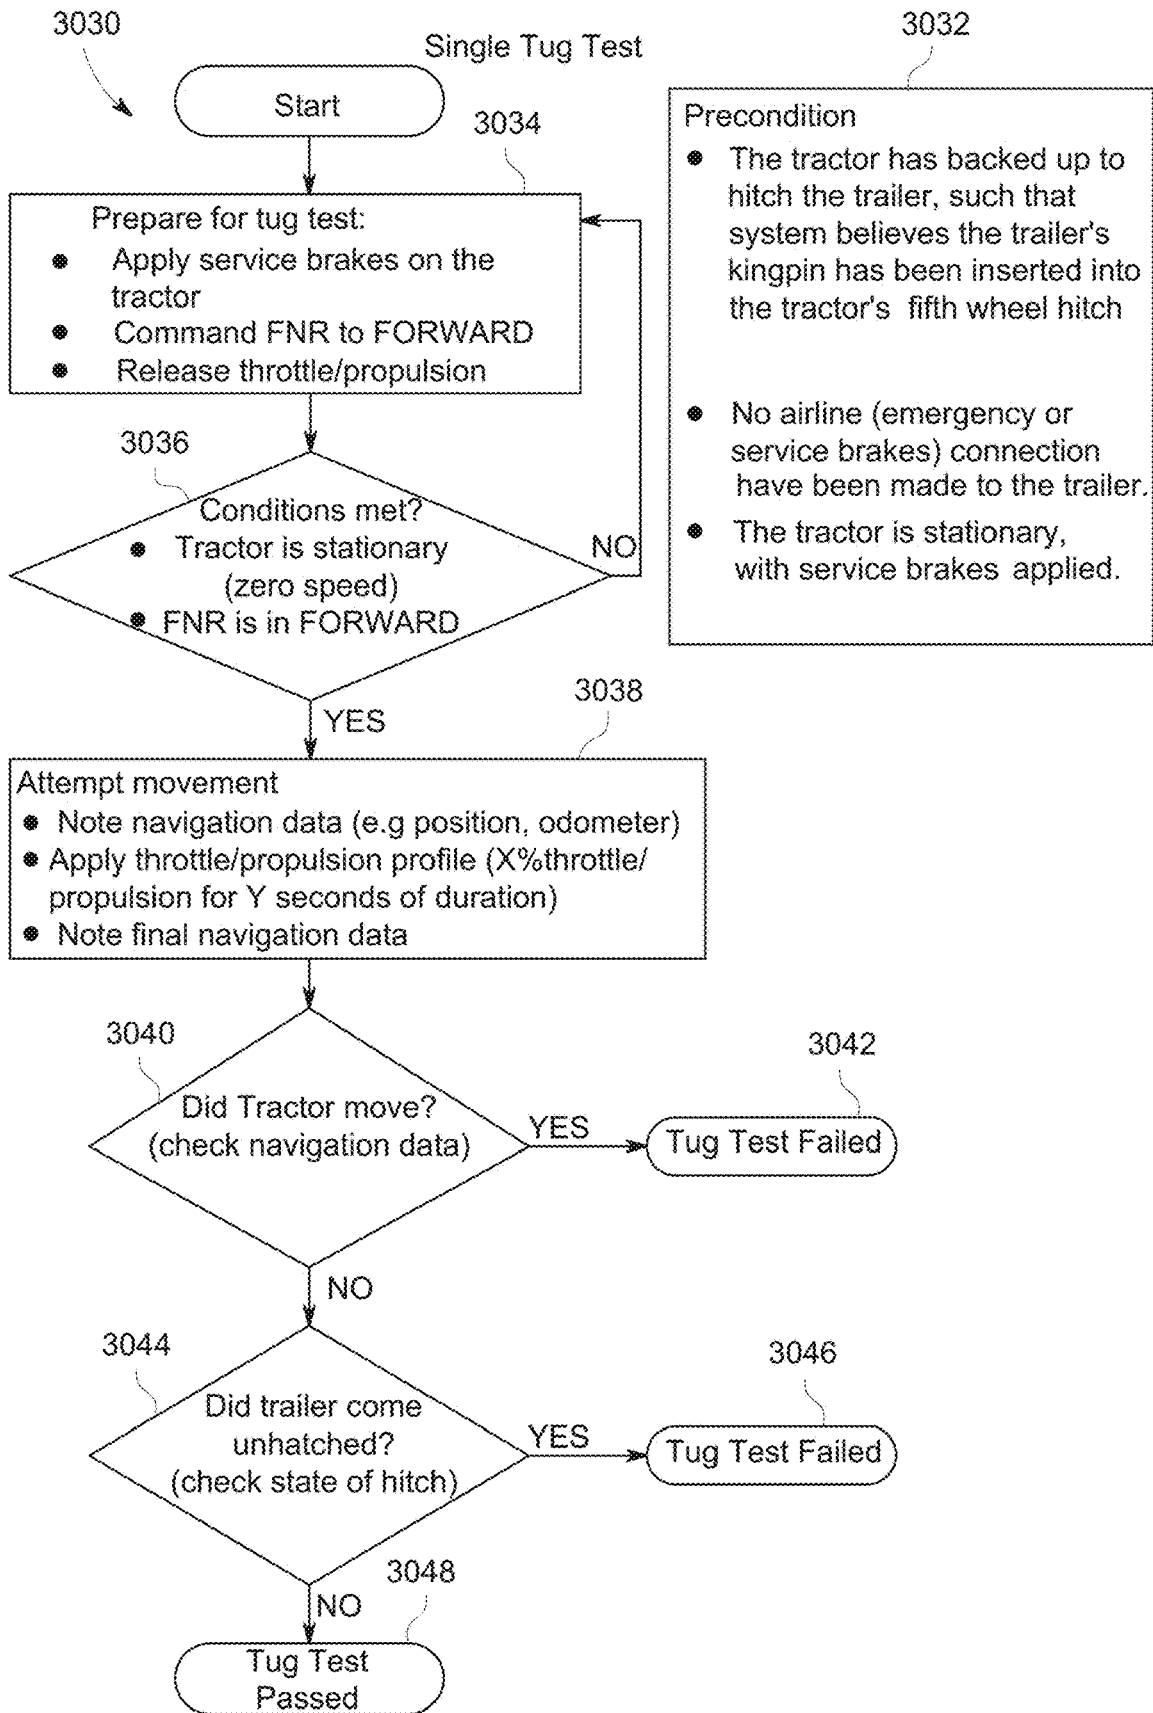 3030
Single Tug Test
Start
3032
Precondition
● The tractor has backed up to
hitch the trailer, such that
system believes the trailer's
kingpin has been inserted into
the tractor's fifth wheel hitch
● No airline (emergency or
service brakes) connection
have been made to the trailer.
● The tractor is stationary,
with service brakes applied.
3034
Prepare for tug test:
● Apply service brakes on the
tractor
● Command FNR to FORWARD
● Release throttle/propulsion
3036
Conditions met?
● Tractor is stationary
(zero speed)
● FNR is in FORWARD
NO
YES
3038
Attempt movement
● Note navigation data (e.g position, odometer)
● Apply throttle/propulsion profile (X%throttle/
propulsion for Y seconds of duration)
● Note final navigation data
3040
Did Tractor move?
(check navigation data)
YES
3042
Tug Test Failed
NO
3044
Did trailer come
unhatched?
(check state of hitch)
YES
3046
Tug Test Failed
NO
3048
Tug Test
Passed